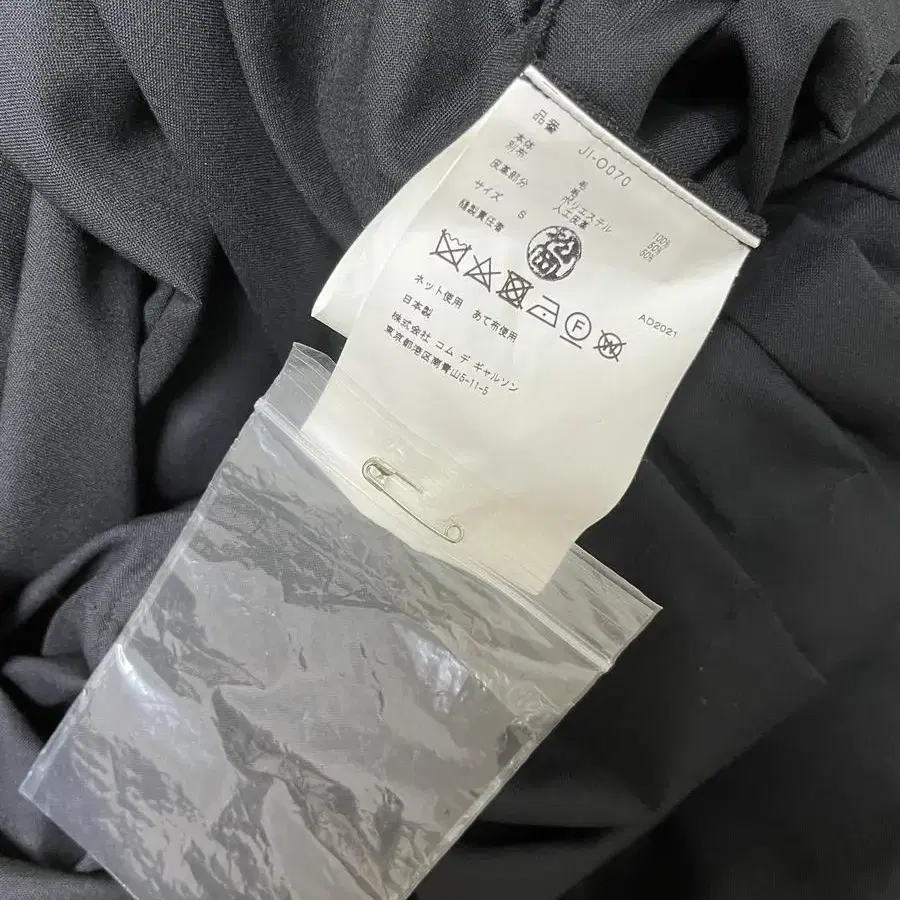 品番 JI-O070
本体 毛 100%
別布 毛 50%
ポリエステル 50%
皮革部分 人工皮革
サイズ S
縫製責任者
ネット使用 あて布使用
日本製 AD2021
株式会社 コム デ ギャルソン
東京都港区南青山5-11-5